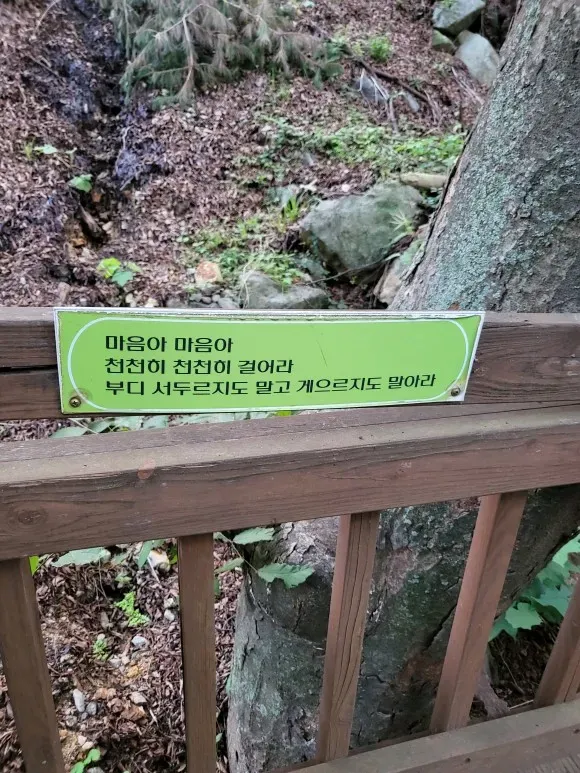 마음아 마음아
천천히 천천히 걸어라
부디 서두르지도 말고 게으르지도 말아라